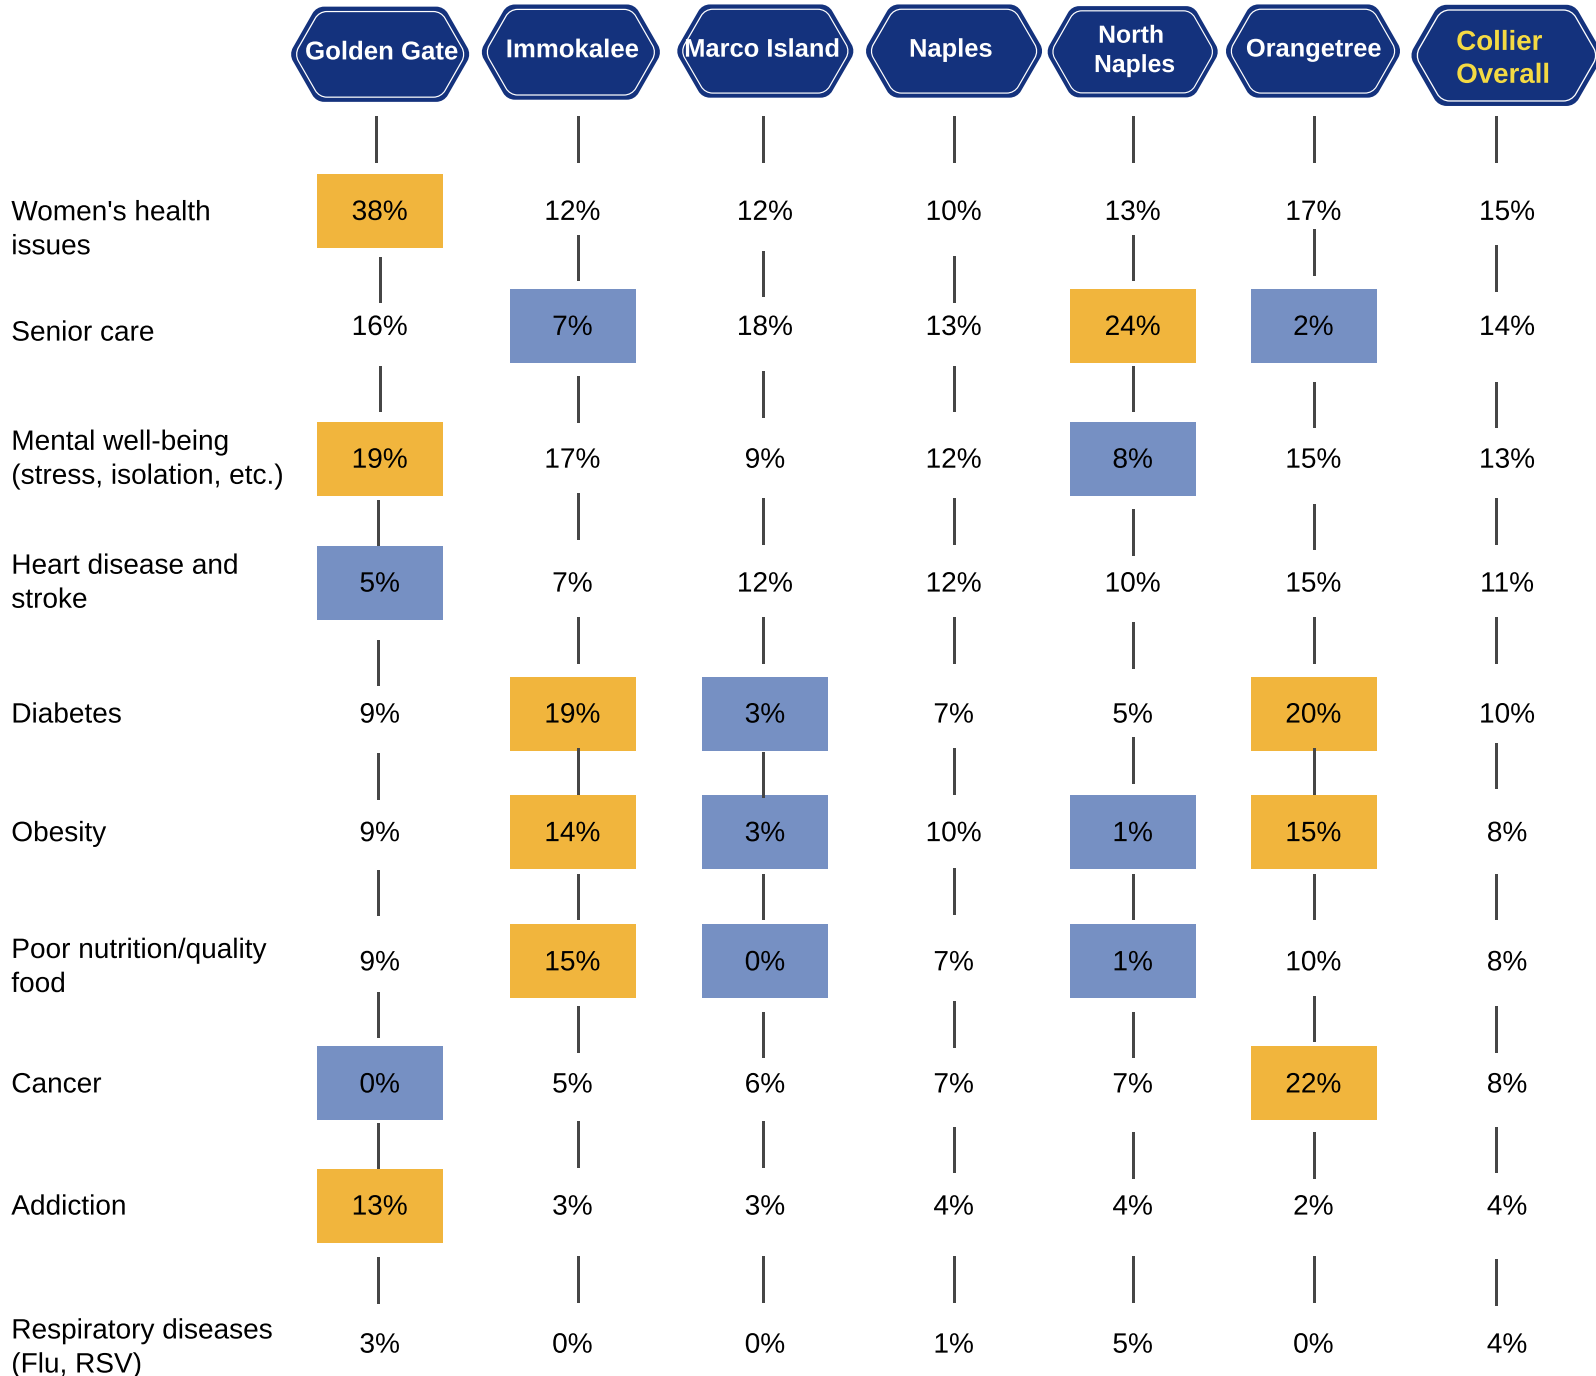 Golden Gate Immokalee Marco Island Naples North Naples Orangetree Collier Overall
Women's health issues 38% 12% 12% 10% 13% 17% 15%
Senior care 16% 7% 18% 13% 24% 2% 14%
Mental well-being (stress, isolation, etc.) 19% 17% 9% 12% 8% 15% 13%
Heart disease and stroke 5% 7% 12% 12% 10% 15% 11%
Diabetes 9% 19% 3% 7% 5% 20% 10%
Obesity 9% 14% 3% 10% 1% 15% 8%
Poor nutrition/quality food 9% 15% 0% 7% 1% 10% 8%
Cancer 0% 5% 6% 7% 7% 22% 8%
Addiction 13% 3% 3% 4% 4% 2% 4%
Respiratory diseases (Flu, RSV) 3% 0% 0% 1% 5% 0% 4%